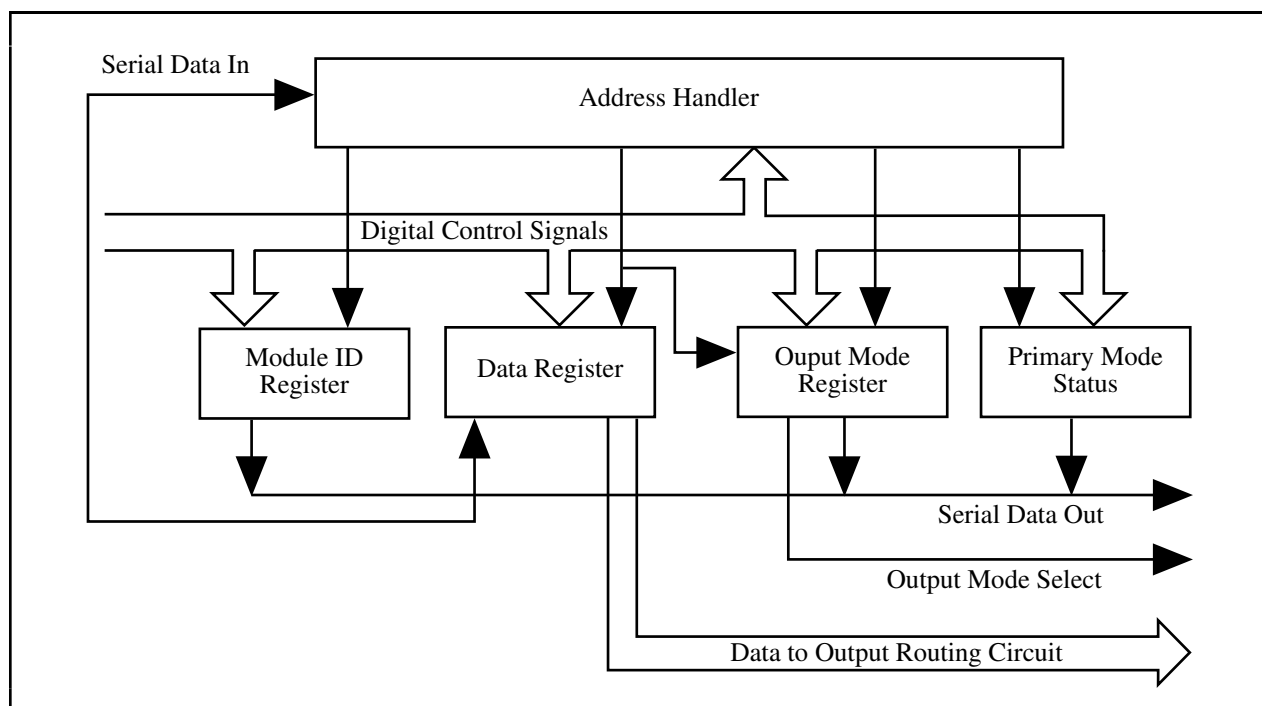 Serial Data In
Address Handler
Digital Control Signals
Module ID
Register
Data Register
Ouput Mode
Register
Primary Mode
Status
Serial Data Out
Output Mode Select
Data to Output Routing Circuit